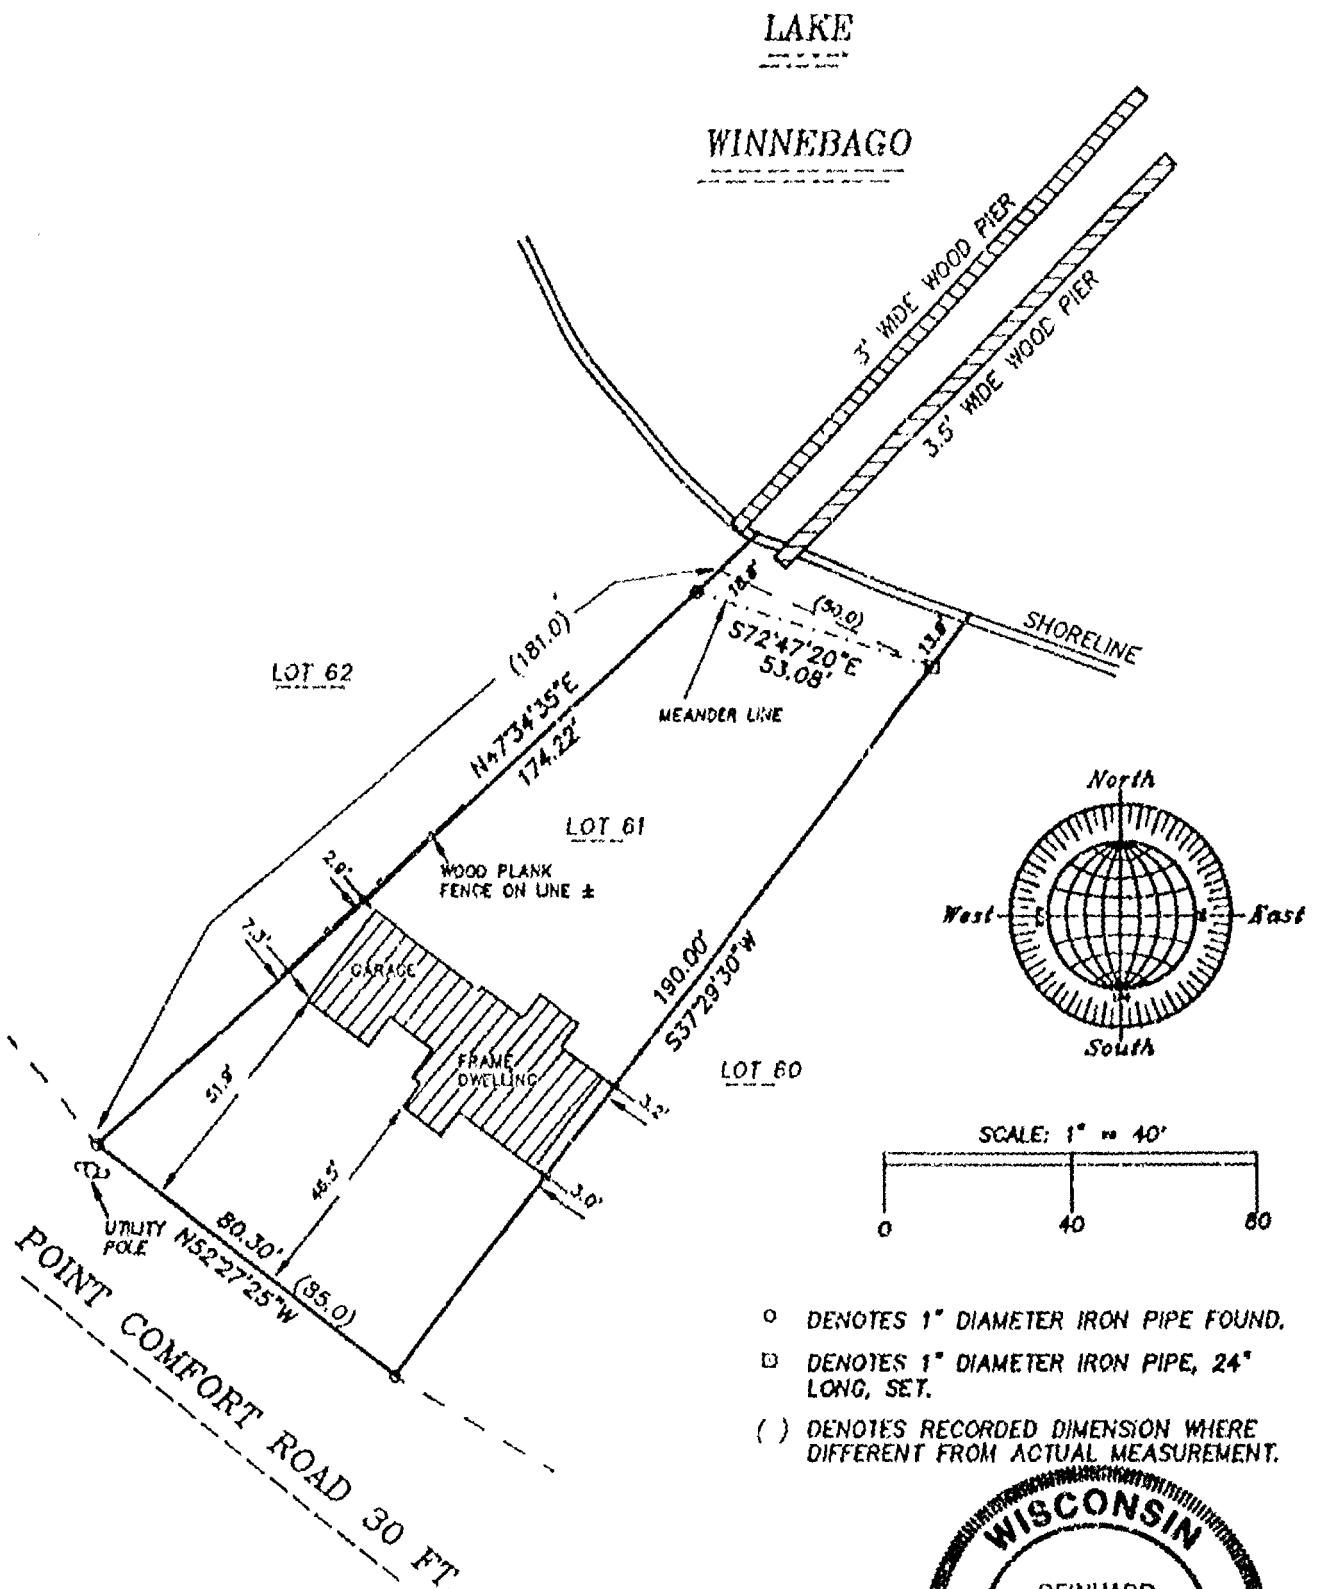 LAKE
WINNEBAGO
3' WIDE WOOD PIER
3.5' WIDE WOOD PIER
18.8'
(50.0)
13.9'
SHORELINE
S72°47'20"E
53.08'
(181.0)'
LOT 62
MEANDER LINE
N47°34'35"E
174.22'
LOT 61
WOOD PLANK
FENCE ON LINE ±
2.9'
7.3'
GARAGE
190.00'
S37°29'30"W
North
West
East
South
FRAME
DWELLING
LOT 60
3.2'
51.9'
46.5'
3.0'
SCALE: 1" = 40'
0
40
80
UTILITY
POLE
80.30'
(85.0)
N52°27'25"W
POINT COMFORT ROAD 30 FT.
DENOTES 1" DIAMETER IRON PIPE FOUND.
DENOTES 1" DIAMETER IRON PIPE, 24"
LONG, SET.
( ) DENOTES RECORDED DIMENSION WHERE
DIFFERENT FROM ACTUAL MEASUREMENT.
WISCONSIN
REINHARD